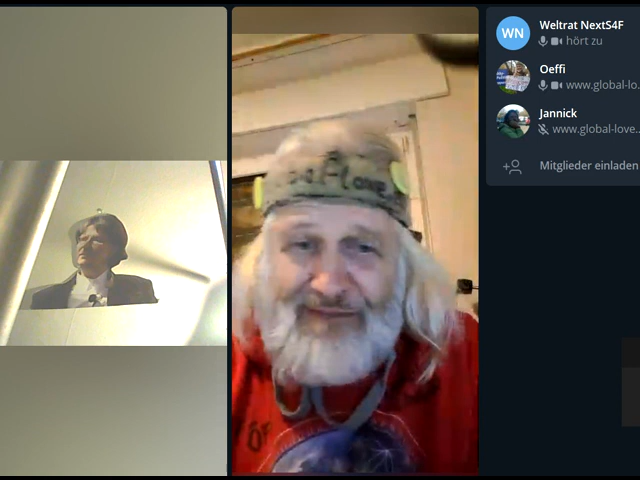 WN
Weltrat NextS4F
hört zu
Oeffi
www.global-lo...
Jannick
www.global-love...
Mitglieder einladen